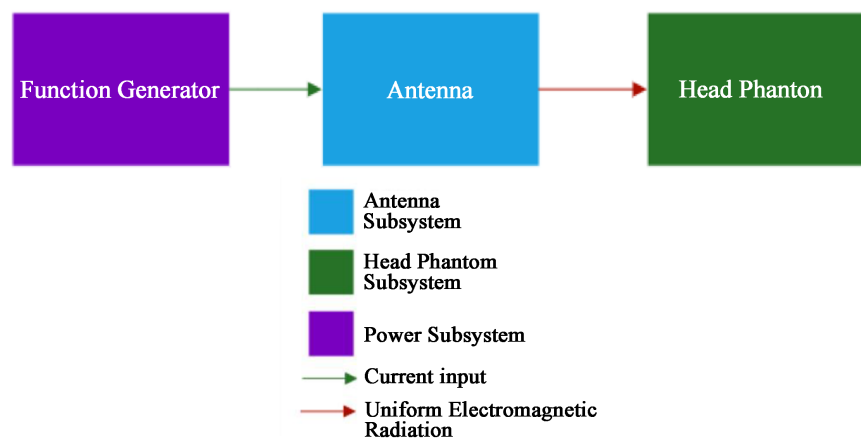 Function Generator
Antenna
Head Phanton
Antenna
Subsystem
Head Phantom
Subsystem
Power Subsystem
Current input
Uniform Electromagnetic
Radiation